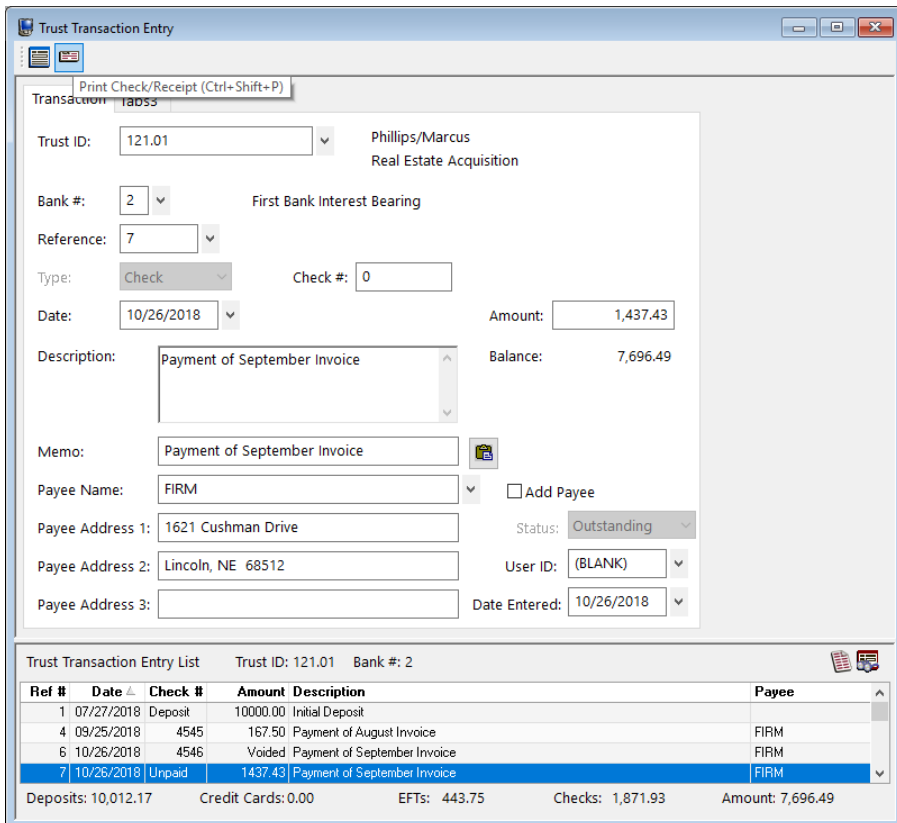 Trust Transaction Entry
Print Check/Receipt (Ctrl+Shift+P)
Transaction Tabs3
Trust ID: 121.01 Phillips/Marcus
Real Estate Acquisition
Bank #: 2 First Bank Interest Bearing
Reference: 7
Type: Check Check #: 0
Date: 10/26/2018 Amount: 1,437.43
Description: Payment of September Invoice Balance: 7,696.49
Memo: Payment of September Invoice
Payee Name: FIRM Add Payee
Payee Address 1: 1621 Cushman Drive Status: Outstanding
Payee Address 2: Lincoln, NE 68512 User ID: (BLANK)
Payee Address 3: Date Entered: 10/26/2018
Trust Transaction Entry List Trust ID: 121.01 Bank #: 2
Ref # Date Check # Amount Description Payee
1 07/27/2018 Deposit 10000.00 Initial Deposit
4 09/25/2018 4545 167.50 Payment of August Invoice FIRM
6 10/26/2018 4546 Voided Payment of September Invoice FIRM
7 10/26/2018 Unpaid 1437.43 Payment of September Invoice FIRM
Deposits: 10,012.17 Credit Cards: 0.00 EFTs: 443.75 Checks: 1,871.93 Amount: 7,696.49